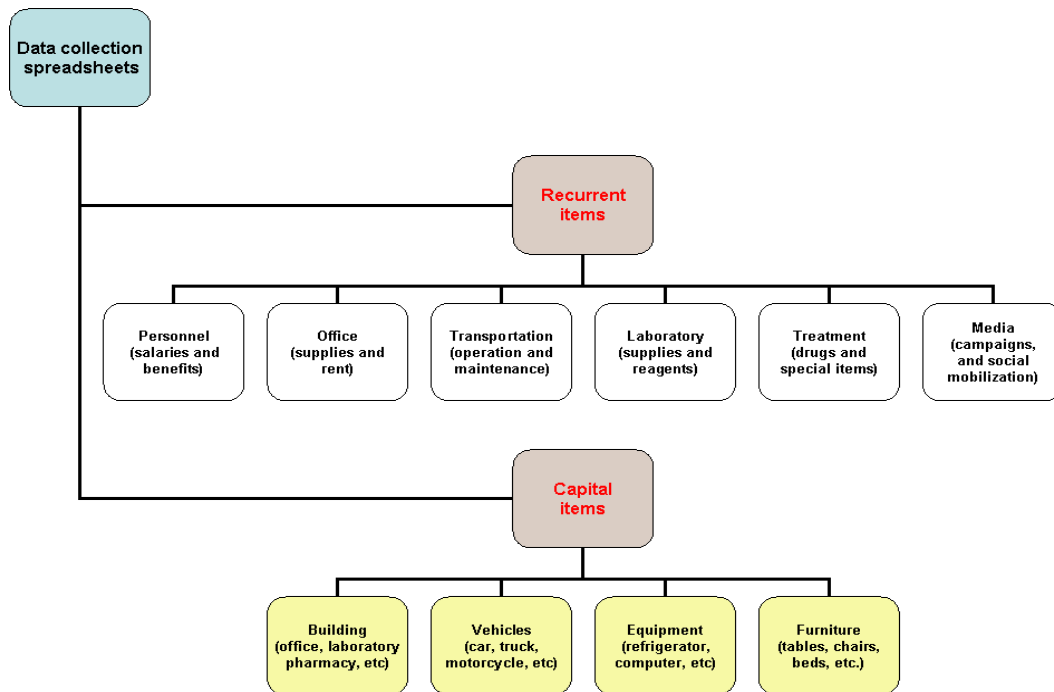 Data collection
spreadsheets
Recurrent
items
Personnel
(salaries and
benefits)
Office
(supplies and
rent)
Transportation
(operation and
maintenance)
Laboratory
(supplies and
reagents)
Treatment
(drugs and
special items)
Media
(campaigns,
and social
mobilization)
Capital
items
Building
(office, laboratory
pharmacy, etc)
Vehicles
(car, truck,
motorcycle, etc)
Equipment
(refrigerator,
computer, etc)
Furniture
(tables, chairs,
beds, etc.)